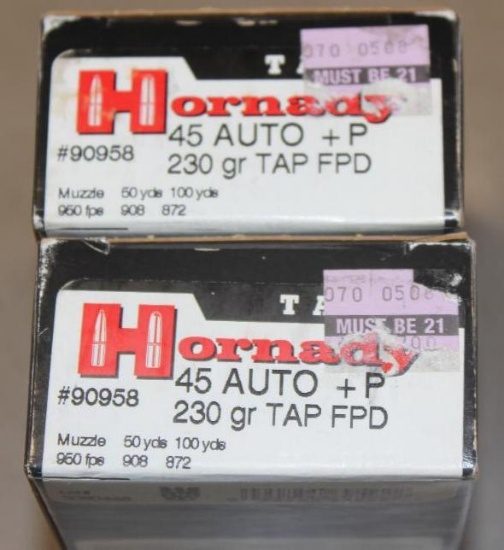 070 0508
TA
MUST BE 21
Hornady
45 AUTO +P
#90958
230 gr TAP FPD
Muzzle 50 yds 100 yds
950 fps 908 872
070 0508
TA
MUST BE 21
Hornady
45 AUTO +P
#90958
230 gr TAP FPD
Muzzle 50 yds 100 yds
950 fps 908 872